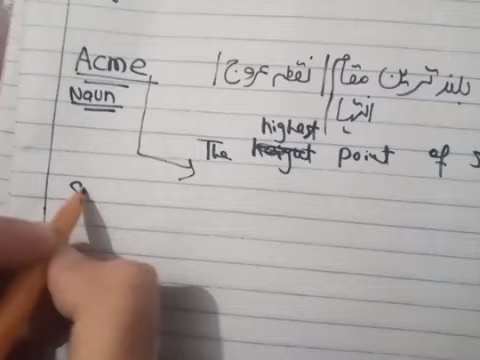 Acme | نقطہ عروج | بلند ترین مقام
Noun انتہا
highest
The point of